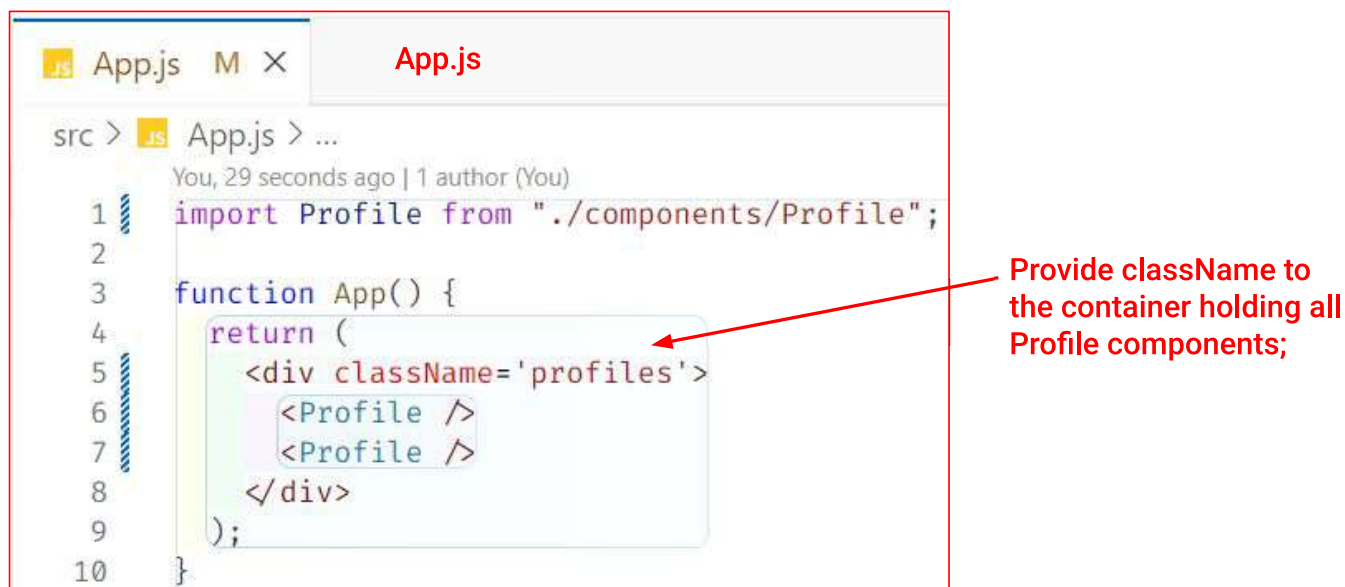 JS App.js M ×
App.js
src > JS App.js > ...
You, 29 seconds ago | 1 author (You)
1 import Profile from "./components/Profile";
2
3 function App() {
4 return (
5 <div className='profiles'>
6 <Profile />
7 <Profile />
8 </div>
9 );
10 }
Provide className to
the container holding all
Profile components;